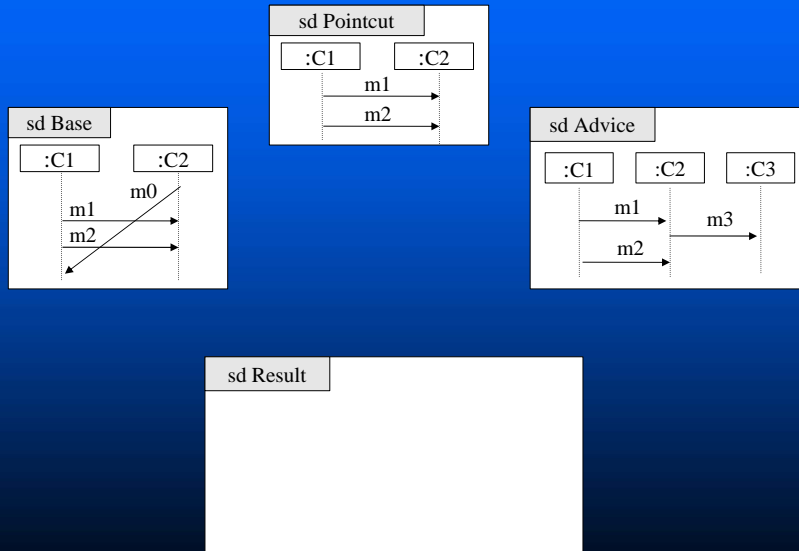 sd Pointcut
:C1 :C2
m1
m2
sd Base
:C1 :C2
m0
m1
m2
sd Advice
:C1 :C2 :C3
m1
m3
m2
sd Result